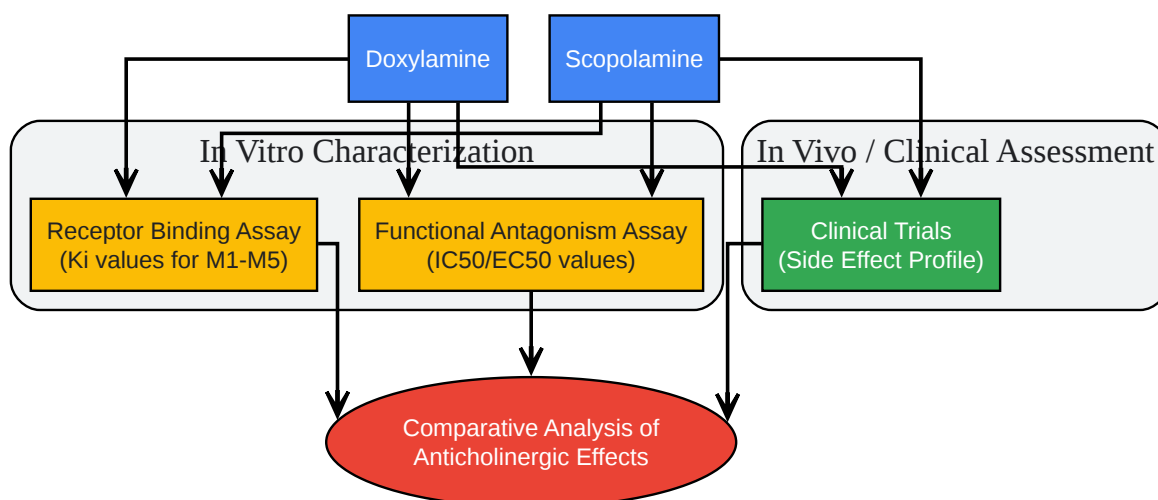 Doxylamine
Scopolamine
In Vitro Characterization
In Vivo / Clinical Assessment
Receptor Binding Assay
(Ki values for M1-M5)
Functional Antagonism Assay
(IC50/EC50 values)
Clinical Trials
(Side Effect Profile)
Comparative Analysis of
Anticholinergic Effects